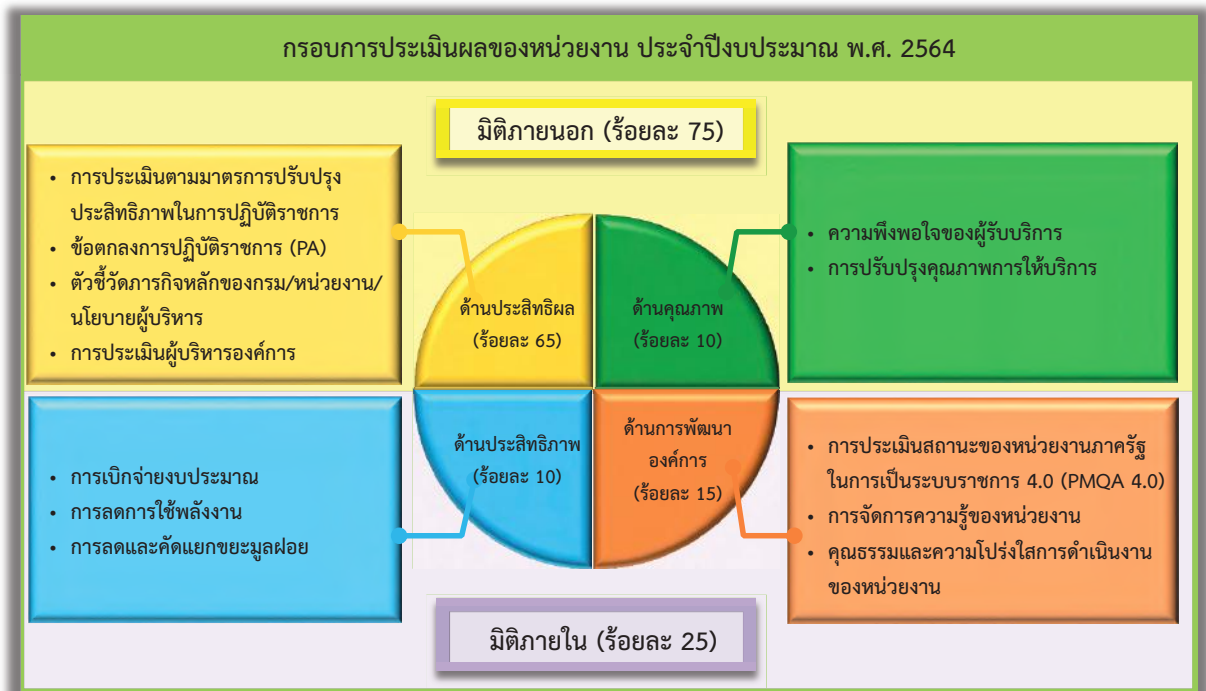 กรอบการประเมินผลของหน่วยงาน ประจำปีงบประมาณ พ.ศ. 2564
มิติภายนอก (ร้อยละ 75)
• การประเมินตามมาตรการปรับปรุง
ประสิทธิภาพในการปฏิบัติราชการ
• ข้อตกลงการปฏิบัติราชการ (PA)
• ตัวชี้วัดภารกิจหลักของกรม/หน่วยงาน/
นโยบายผู้บริหาร
• การประเมินผู้บริหารองค์การ
ด้านประสิทธิผล
(ร้อยละ 65)
ด้านคุณภาพ
(ร้อยละ 10)
• ความพึงพอใจของผู้รับบริการ
• การปรับปรุงคุณภาพการให้บริการ
• การเบิกจ่ายงบประมาณ
• การลดการใช้พลังงาน
• การลดและคัดแยกขยะมูลฝอย
ด้านประสิทธิภาพ
(ร้อยละ 10)
ด้านการพัฒนา
องค์การ
(ร้อยละ 15)
• การประเมินสถานะของหน่วยงานภาครัฐ
ในการเป็นระบบราชการ 4.0 (PMQA 4.0)
• การจัดการความรู้ของหน่วยงาน
• คุณธรรมและความโปร่งใสการดำเนินงาน
ของหน่วยงาน
มิติภายใน (ร้อยละ 25)